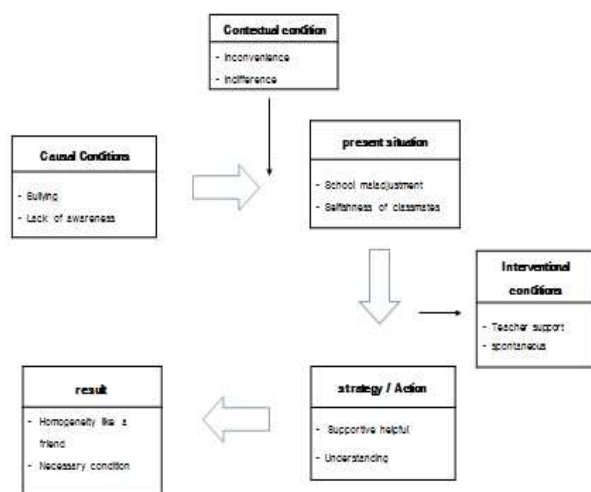 Contextual condition
- Inconvenience
- Indifference
Causal Conditions
- Bullying
- Lack of awareness
present situation
- School maladjustment
- Selfishness of classmates
Interventional
conditions
- Teacher support
- spontaneous
strategy / Action
- Supportive helpful
- Understanding
result
- Homogeneity like a
friend
- Necessary condition